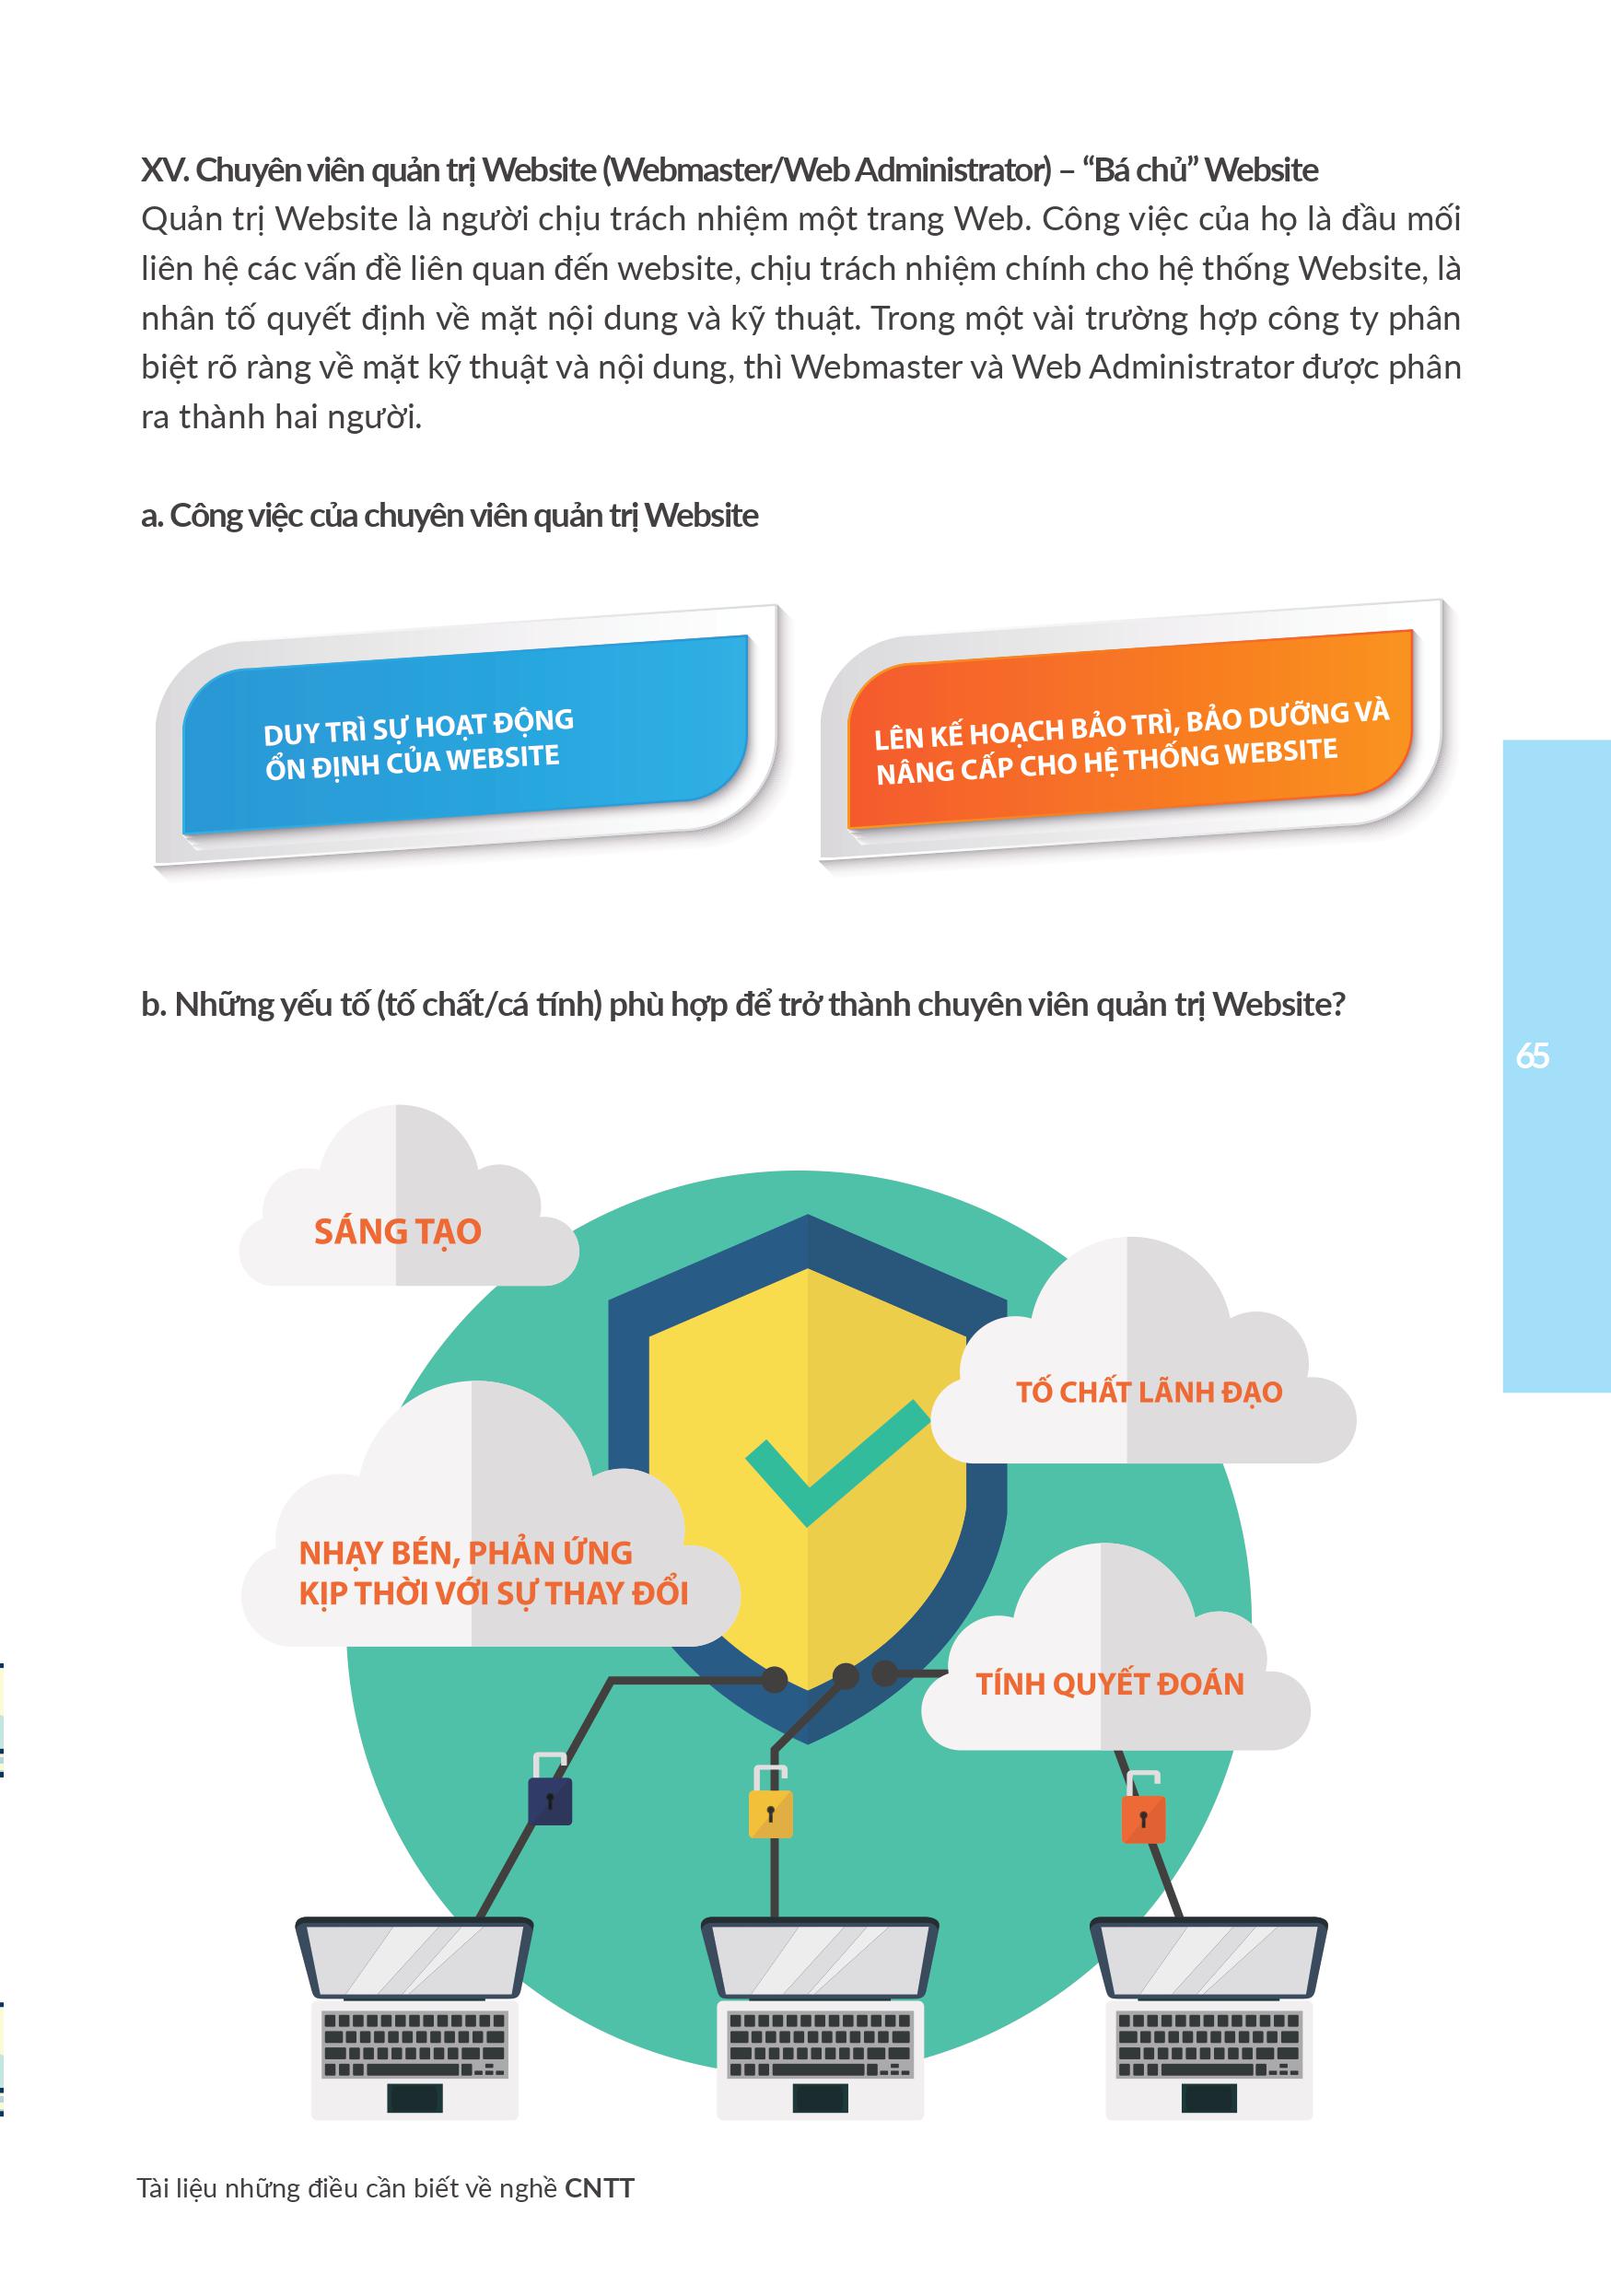 XV. Chuyên viên quản trị Website (Webmaster/Web Administrator) – “Bá chủ” Website
Quản trị Website là người chịu trách nhiệm một trang Web. Công việc của họ là đầu mối
liên hệ các vấn đề liên quan đến website, chịu trách nhiệm chính cho hệ thống Website, là
nhân tố quyết định về mặt nội dung và kỹ thuật. Trong một vài trường hợp công ty phân
biệt rõ ràng về mặt kỹ thuật và nội dung, thì Webmaster và Web Administrator được phân
ra thành hai người.
a. Công việc của chuyên viên quản trị Website
DUY TRÌ SỰ HOẠT ĐỘNG
ỔN ĐỊNH CỦA WEBSITE
LÊN KẾ HOẠCH BẢO TRÌ, BẢO DƯỠNG VÀ
NÂNG CẤP CHO HỆ THỐNG WEBSITE
b. Những yếu tố (tố chất/cá tính) phù hợp để trở thành chuyên viên quản trị Website?
65
SÁNG TẠO
TỐ CHẤT LÃNH ĐẠO
NHẠY BÉN, PHẢN ỨNG
KỊP THỜI VỚI SỰ THAY ĐỔI
TÍNH QUYẾT ĐOÁN
Tài liệu những điều cần biết về nghề CNTT